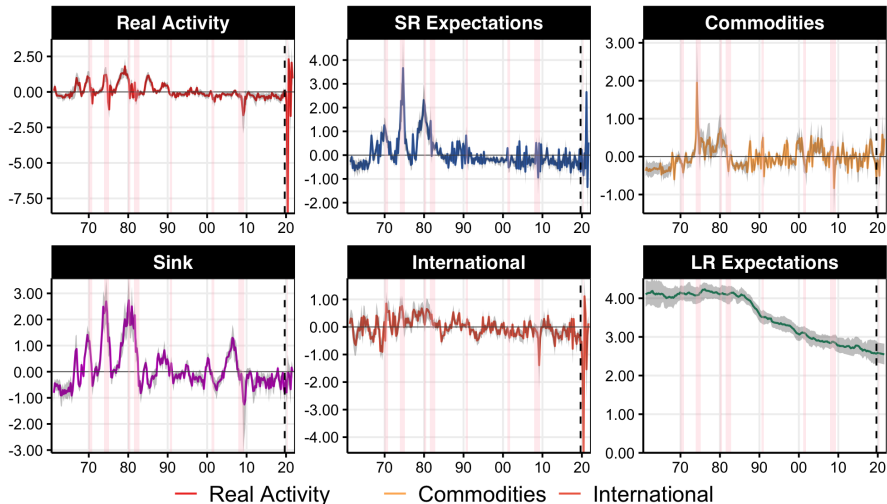 Real Activity
SR Expectations
Commodities
2.50
0.00
-2.50
-5.00
-7.50
70 80 90 00 10 20
4.00
3.00
2.00
1.00
0.00
-1.00
-2.00
70 80 90 00 10 20
3.00
2.00
1.00
0.00
-1.00
70 80 90 00 10 20
Sink
International
LR Expectations
3.00
2.00
1.00
0.00
-1.00
-2.00
-3.00
70 80 90 00 10 20
1.00
0.00
-1.00
-2.00
-3.00
-4.00
70 80 90 00 10 20
4.00
3.00
2.00
1.00
0.00
70 80 90 00 10 20
Real Activity Commodities International